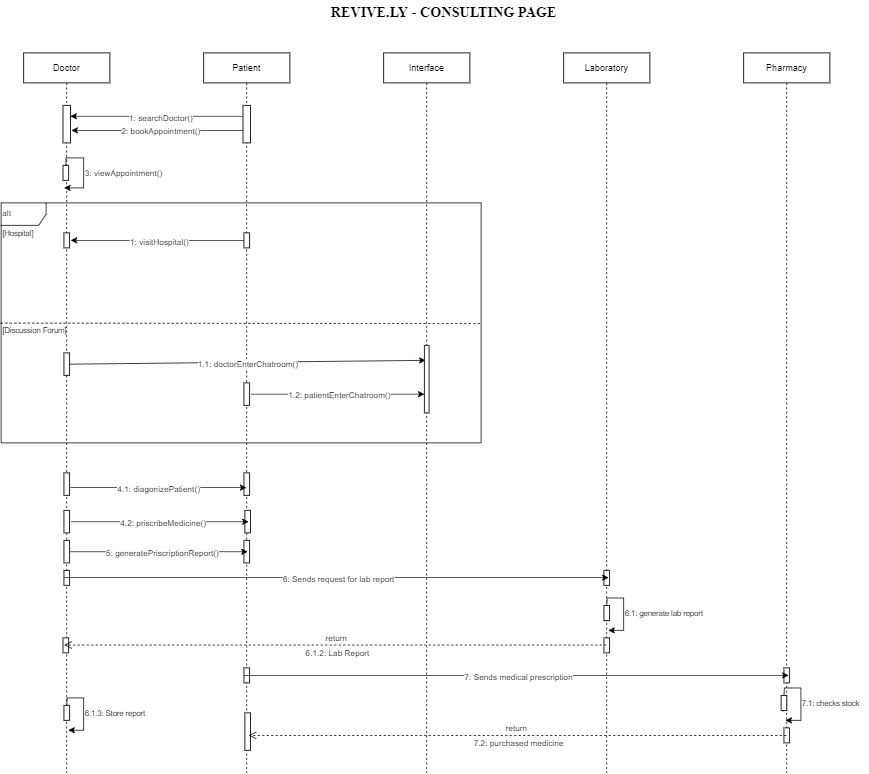 REVIVE.LY - CONSULTING PAGE
Doctor
Patient
Interface
Laboratory
Pharmacy
1: searchDoctor()
2: bookAppointment()
3: viewAppointment()
alt
[Hospital]
1: visitHospital()
[Discussion Forum]
1.1: doctorEnterChatroom()
1.2: patientEnterChatroom()
4.1: diagonizePatient()
4.2: priscribeMedicine()
5: generatePriscriptionReport()
6: Sends request for lab report
6.1: generate lab report
return
6.1.2: Lab Report
7: Sends medical prescription
7.1: checks stock
6.1.3: Store report
return
7.2: purchased medicine